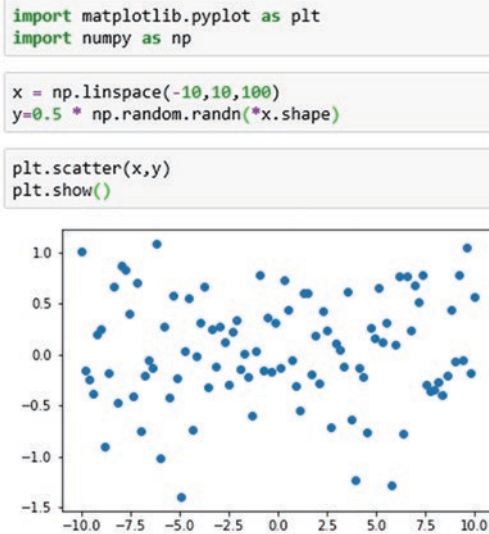 import matplotlib.pyplot as plt
import numpy as np
x = np.linspace(-10,10,100)
y=0.5 * np.random.randn(*x.shape)
plt.scatter(x,y)
plt.show()
1.0
0.5
0.0
−0.5
−1.0
−1.5
−10.0 −7.5 −5.0 −2.5 0.0 2.5 5.0 7.5 10.0